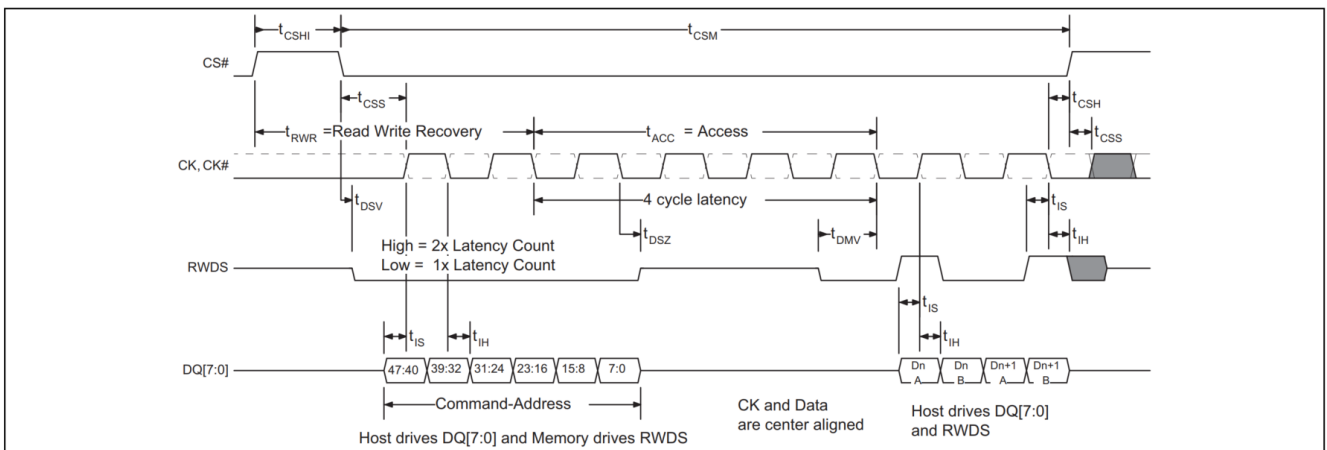 tCSHI
tCSM
CS#
tCSS
tCSH
tRWR =Read Write Recovery
tACC = Access
tCSS
CK, CK#
tDSV
4 cycle latency
tIS
tDSZ
tDMV
tIH
High = 2x Latency Count
Low = 1x Latency Count
RWDS
tIS
tIS
tIH
tIH
DQ[7:0]
47:40 39:32 31:24 23:16 15:8 7:0
Dn A Dn B Dn+1 A Dn+1 B
Command-Address
CK and Data
are center aligned
Host drives DQ[7:0]
and RWDS
Host drives DQ[7:0] and Memory drives RWDS